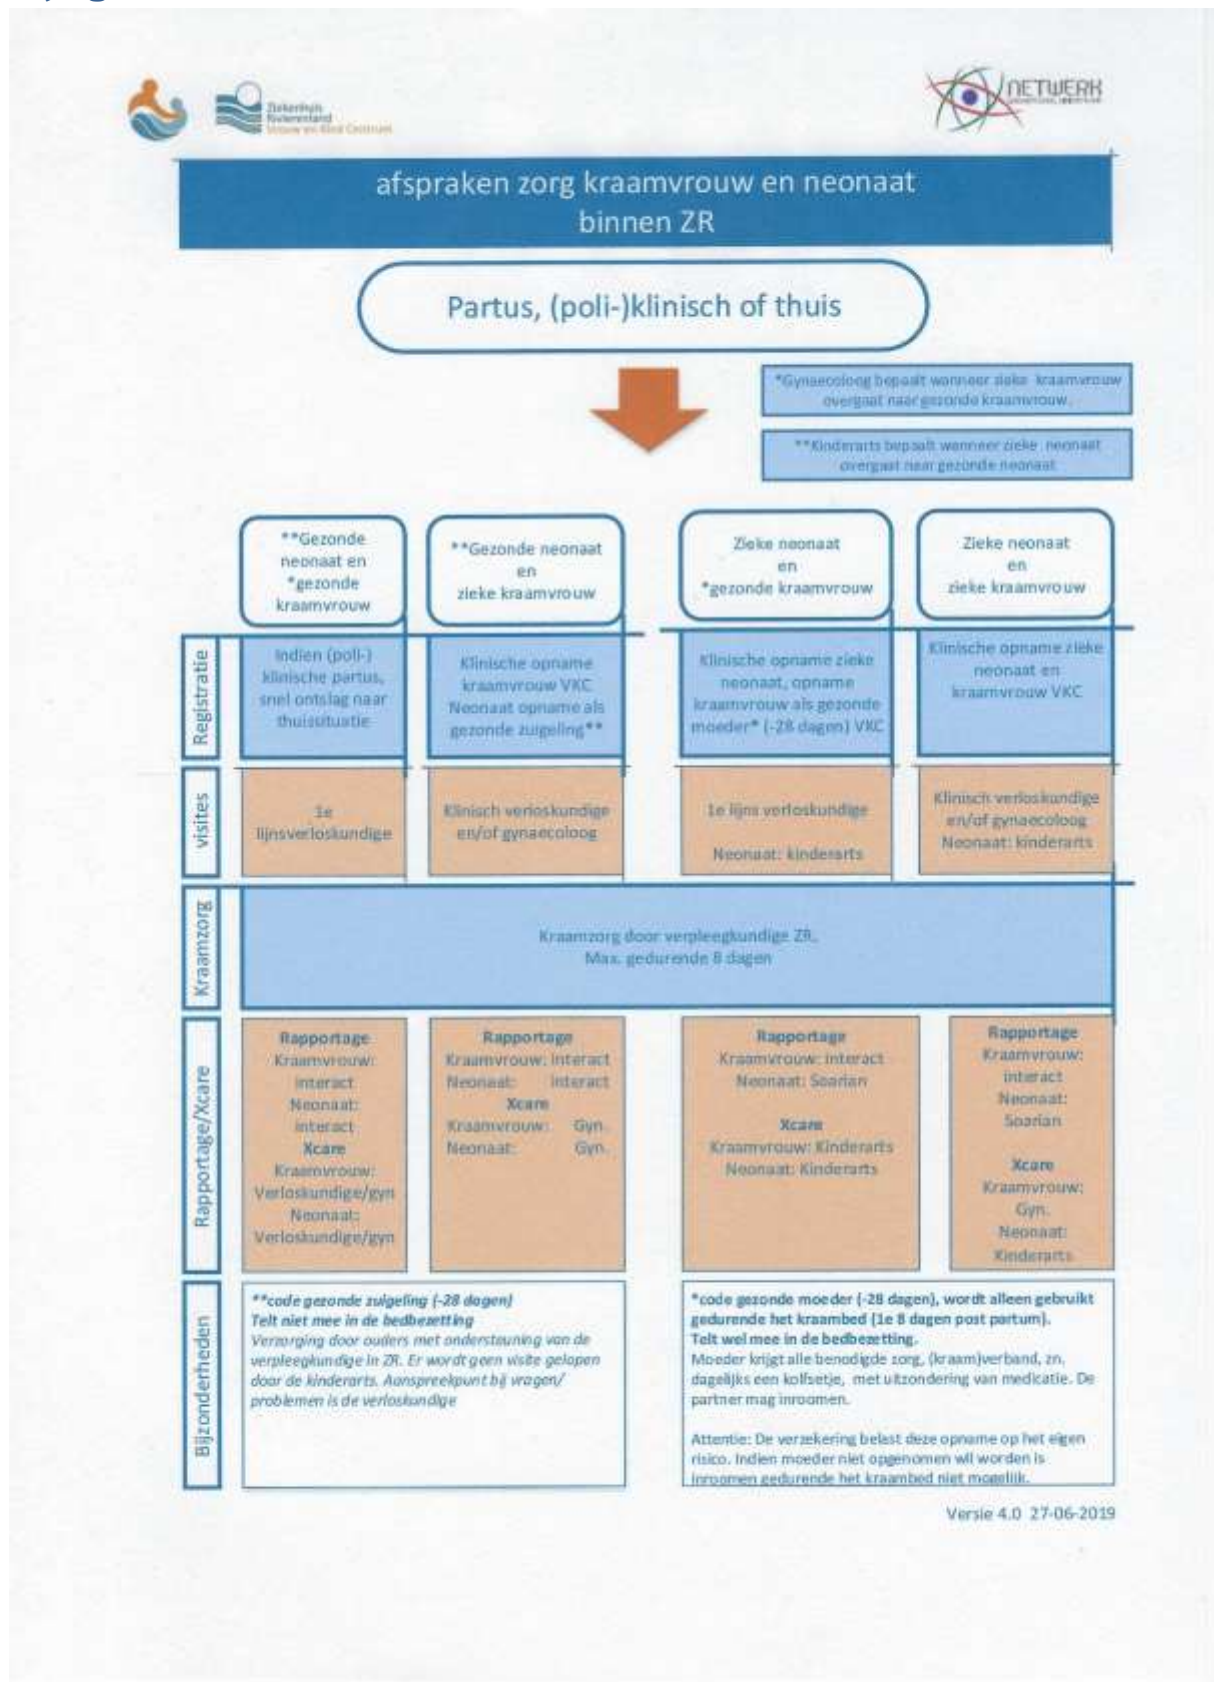 Ziekenhuis
Rivierenland
Vrouw en Kind Centrum
NETWERK
afspraken zorg kraamvrouw en neonaat
binnen ZR
Partus, (poli-)klinisch of thuis
*Gynaecoloog bepaalt wanneer zieke kraamvrouw
overgaat naar gezonde kraamvrouw.
**Kinderarts bepaalt wanneer zieke neonaat
overgaat naar gezonde neonaat
**Gezonde
neonaat en
*gezonde
kraamvrouw
**Gezonde neonaat
en
zieke kraamvrouw
Zieke neonaat
en
*gezonde kraamvrouw
Zieke neonaat
en
zieke kraamvrouw
Registratie
Indien (poli-)
klinische partus,
snel ontslag naar
thuissituatie
Klinische opname
kraamvrouw VKC
Neonaat opname als
gezonde zuigeling**
Klinische opname zieke
neonaat, opname
kraamvrouw als gezonde
moeder* (-28 dagen) VKC
Klinische opname zieke
neonaat en
kraamvrouw VKC
visites
1e
lijnsverloskundige
Klinisch verloskundige
en/of gynaecoloog
1e lijns verloskundige
Neonaat: kinderarts
Klinisch verloskundige
en/of gynaecoloog
Neonaat: kinderarts
Kraamzorg
Kraamzorg door verpleegkundige ZR.
Max. gedurende 8 dagen
Rapportage/Xcare
Rapportage
Kraamvrouw:
interact
Neonaat:
interact
Xcare
Kraamvrouw:
Verloskundige/gyn
Neonaat:
Verloskundige/gyn
Rapportage
Kraamvrouw: interact
Neonaat: interact
Xcare
Kraamvrouw: Gyn.
Neonaat: Gyn.
Rapportage
Kraamvrouw: interact
Neonaat: Soarian
Xcare
Kraamvrouw: Kinderarts
Neonaat: Kinderarts
Rapportage
Kraamvrouw:
interact
Neonaat:
Soarian
Xcare
Kraamvrouw:
Gyn.
Neonaat:
Kinderarts
Bijzonderheden
**code gezonde zuigeling (-28 dagen)
Telt niet mee in de bedbezetting
Verzorging door ouders met ondersteuning van de
verpleegkundige in ZR. Er wordt geen visite gelopen
door de kinderarts. Aanspreekpunt bij vragen/
problemen is de verloskundige
*code gezonde moeder (-28 dagen), wordt alleen gebruikt
gedurende het kraambed (1e 8 dagen post partum).
Telt wel mee in de bedbezetting.
Moeder krijgt alle benodigde zorg, (kraam)verband, zn.
dagelijks een kolfsetje, met uitzondering van medicatie. De
partner mag inroomen.
Attentie: De verzekering belast deze opname op het eigen
risico. Indien moeder niet opgenomen wil worden is
inroomen gedurende het kraambed niet mogelijk.
Versie 4.0 27-06-2019